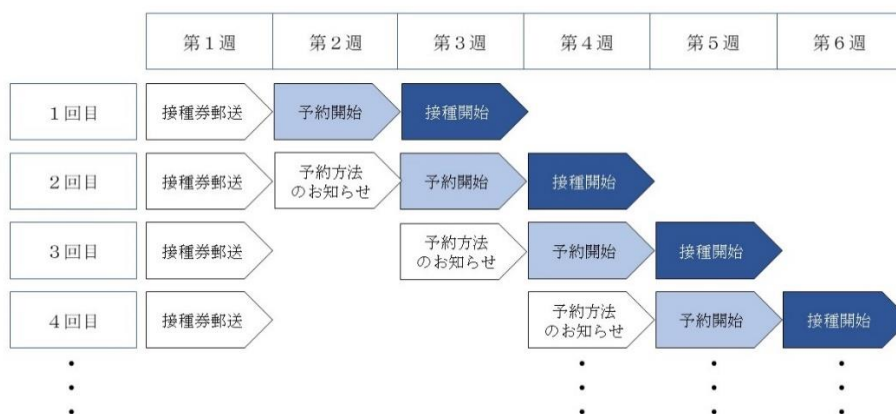 第１週 第２週 第３週 第４週 第５週 第６週
１回目 接種券郵送 予約開始 接種開始
２回目 接種券郵送 予約方法
のお知らせ 予約開始 接種開始
３回目 接種券郵送 予約方法
のお知らせ 予約開始 接種開始
４回目 接種券郵送 予約方法
のお知らせ 予約開始 接種開始